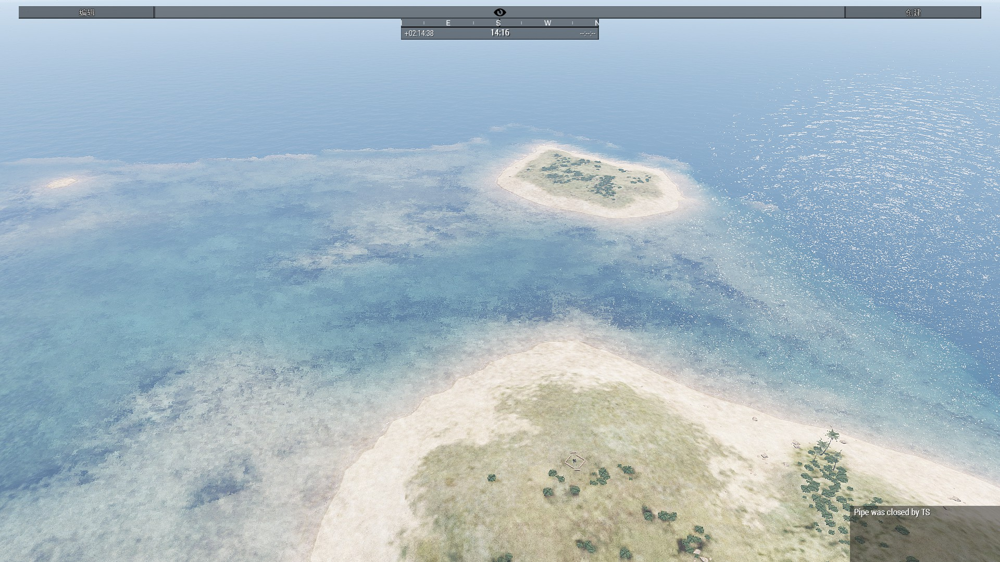 编辑
创建
E S W N
+02:14:38 14:16 --:--:--
Pipe was closed by TS